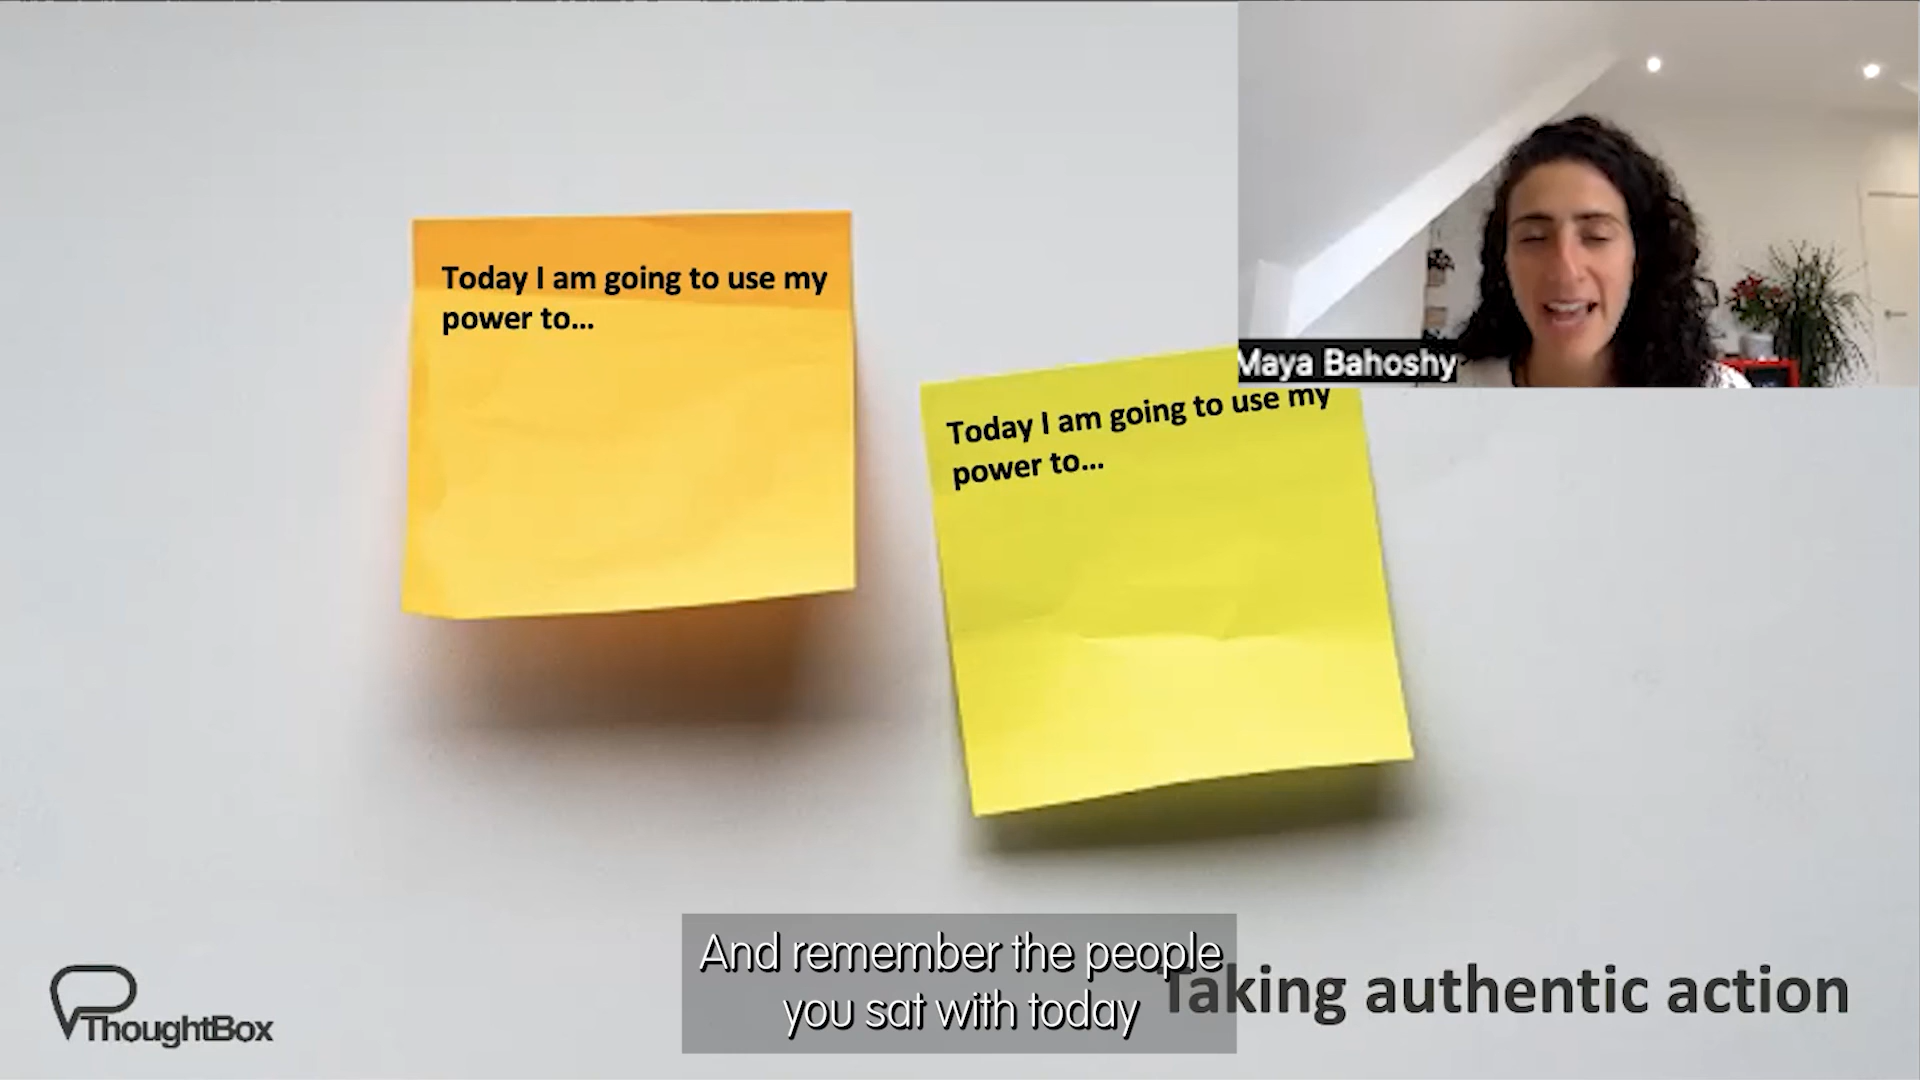 Today I am going to use my
power to...
Maya Bahoshy
Today I am going to use my
power to...
And remember the people
you sat with today
Taking authentic action
ThoughtBox